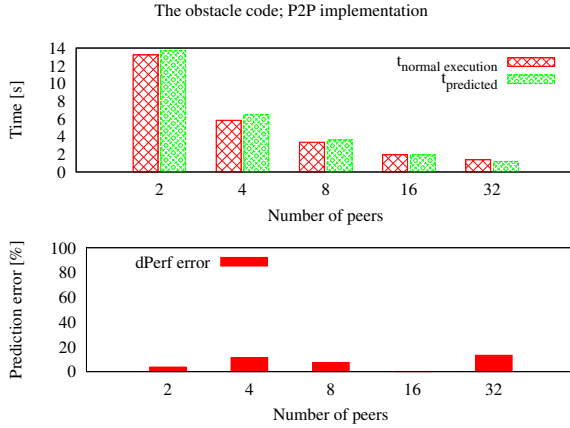 The obstacle code; P2P implementation
14
12
10
8
6
4
2
0
Time [s]
t normal execution
t predicted
2 4 8 16 32
Number of peers
100
80
60
40
20
0
Prediction error [%]
dPerf error
2 4 8 16 32
Number of peers